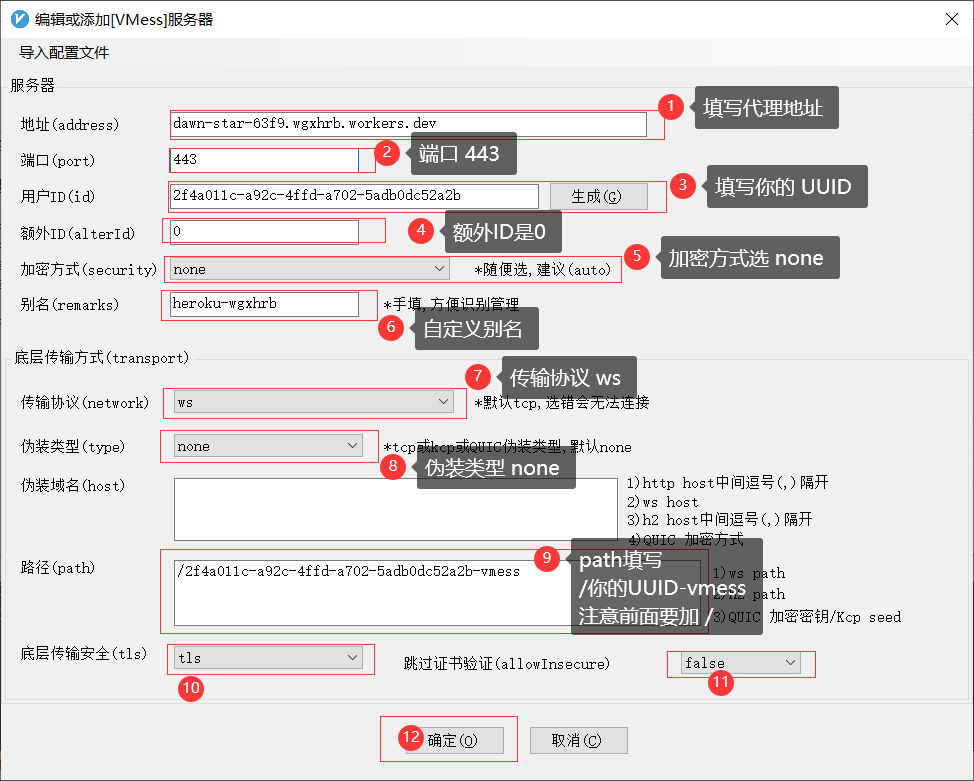 编辑或添加[VMess]服务器
导入配置文件
服务器
地址(address) dawn-star-63f9.wgxhrb.workers.dev 1 填写代理地址
端口(port) 443 2 端口 443
用户ID(id) 2f4a011c-a92c-4ffd-a702-5adb0dc52a2b 生成(G) 3 填写你的 UUID
额外ID(alterId) 0 4 额外ID是0
加密方式(security) none *随便选,建议(auto) 5 加密方式选 none
别名(remarks) heroku-wgxhrb *手填,方便识别管理
6 自定义别名
底层传输方式(transport)
7 传输协议 ws
传输协议(network) ws *默认tcp,选错会无法连接
伪装类型(type) none *tcp或kcp或QUIC伪装类型,默认none
8 伪装类型 none
伪装域名(host) 1)http host中间逗号(,)隔开
2)ws host
3)h2 host中间逗号(,)隔开
4)QUIC 加密方式
路径(path) /2f4a011c-a92c-4ffd-a702-5adb0dc52a2b-vmess 9 path填写
/你的UUID-vmess
注意前面要加 /
1)ws path
2)h2 path
3)QUIC 加密密钥/Kcp seed
底层传输安全(tls) tls 跳过证书验证(allowInsecure) false
10 11
12 确定(O) 取消(C)